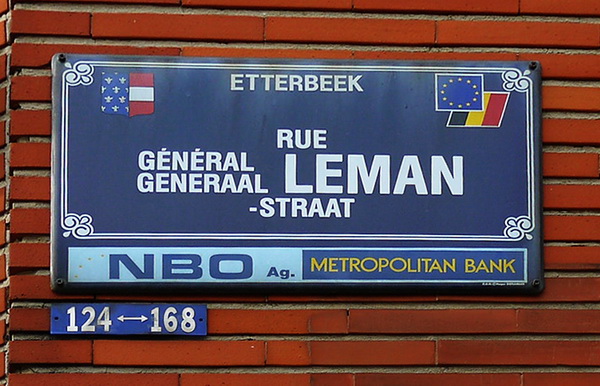 ETTERBEEK
RUE
GÉNÉRAL
GENERAAL LEMAN
-STRAAT
NBO Ag. METROPOLITAN BANK
124 ↔ 168